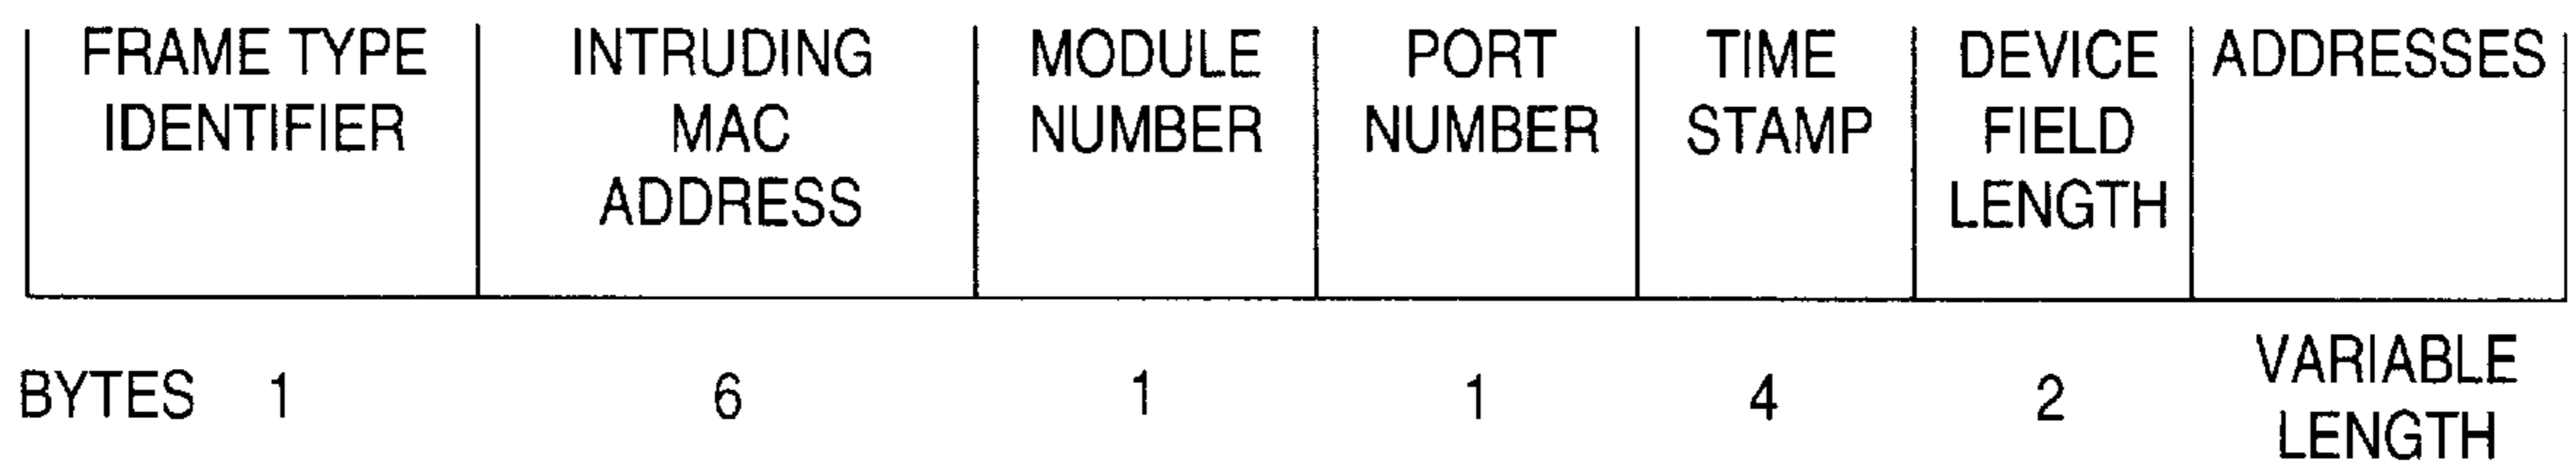 FRAME TYPE
IDENTIFIER
INTRUDING
MAC
ADDRESS
MODULE
NUMBER
PORT
NUMBER
TIME
STAMP
DEVICE
FIELD
LENGTH
ADDRESSES
BYTES 1 6 1 1 4 2 VARIABLE
LENGTH